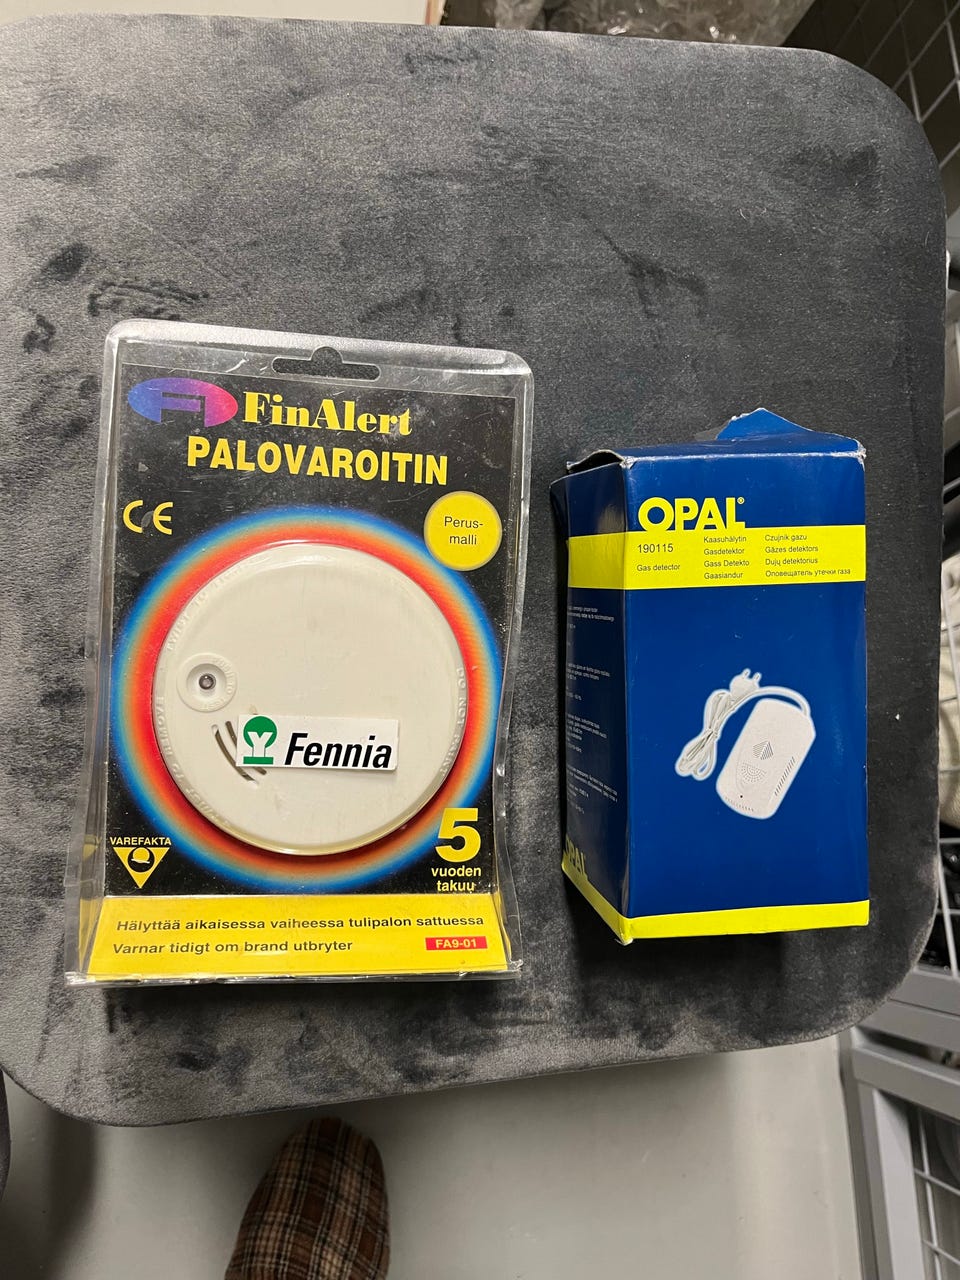 FinAlert
PALOVAROITIN
CE
Perus-
malli
Fennia
5
vuoden
takuu
VAREFAKTA
Hälyttää aikaisessa vaiheessa tulipalon sattuessa
Varnar tidigt om brand utbryter
FA9-01
OPAL®
190115
Gas detector
Kaasuhälytin
Gasdetektor
Gass Detekto
Gaasiandur
Czujnik gazu
Gāzes detektors
Dujų detektorius
Оповещатель утечки газа
OPAL